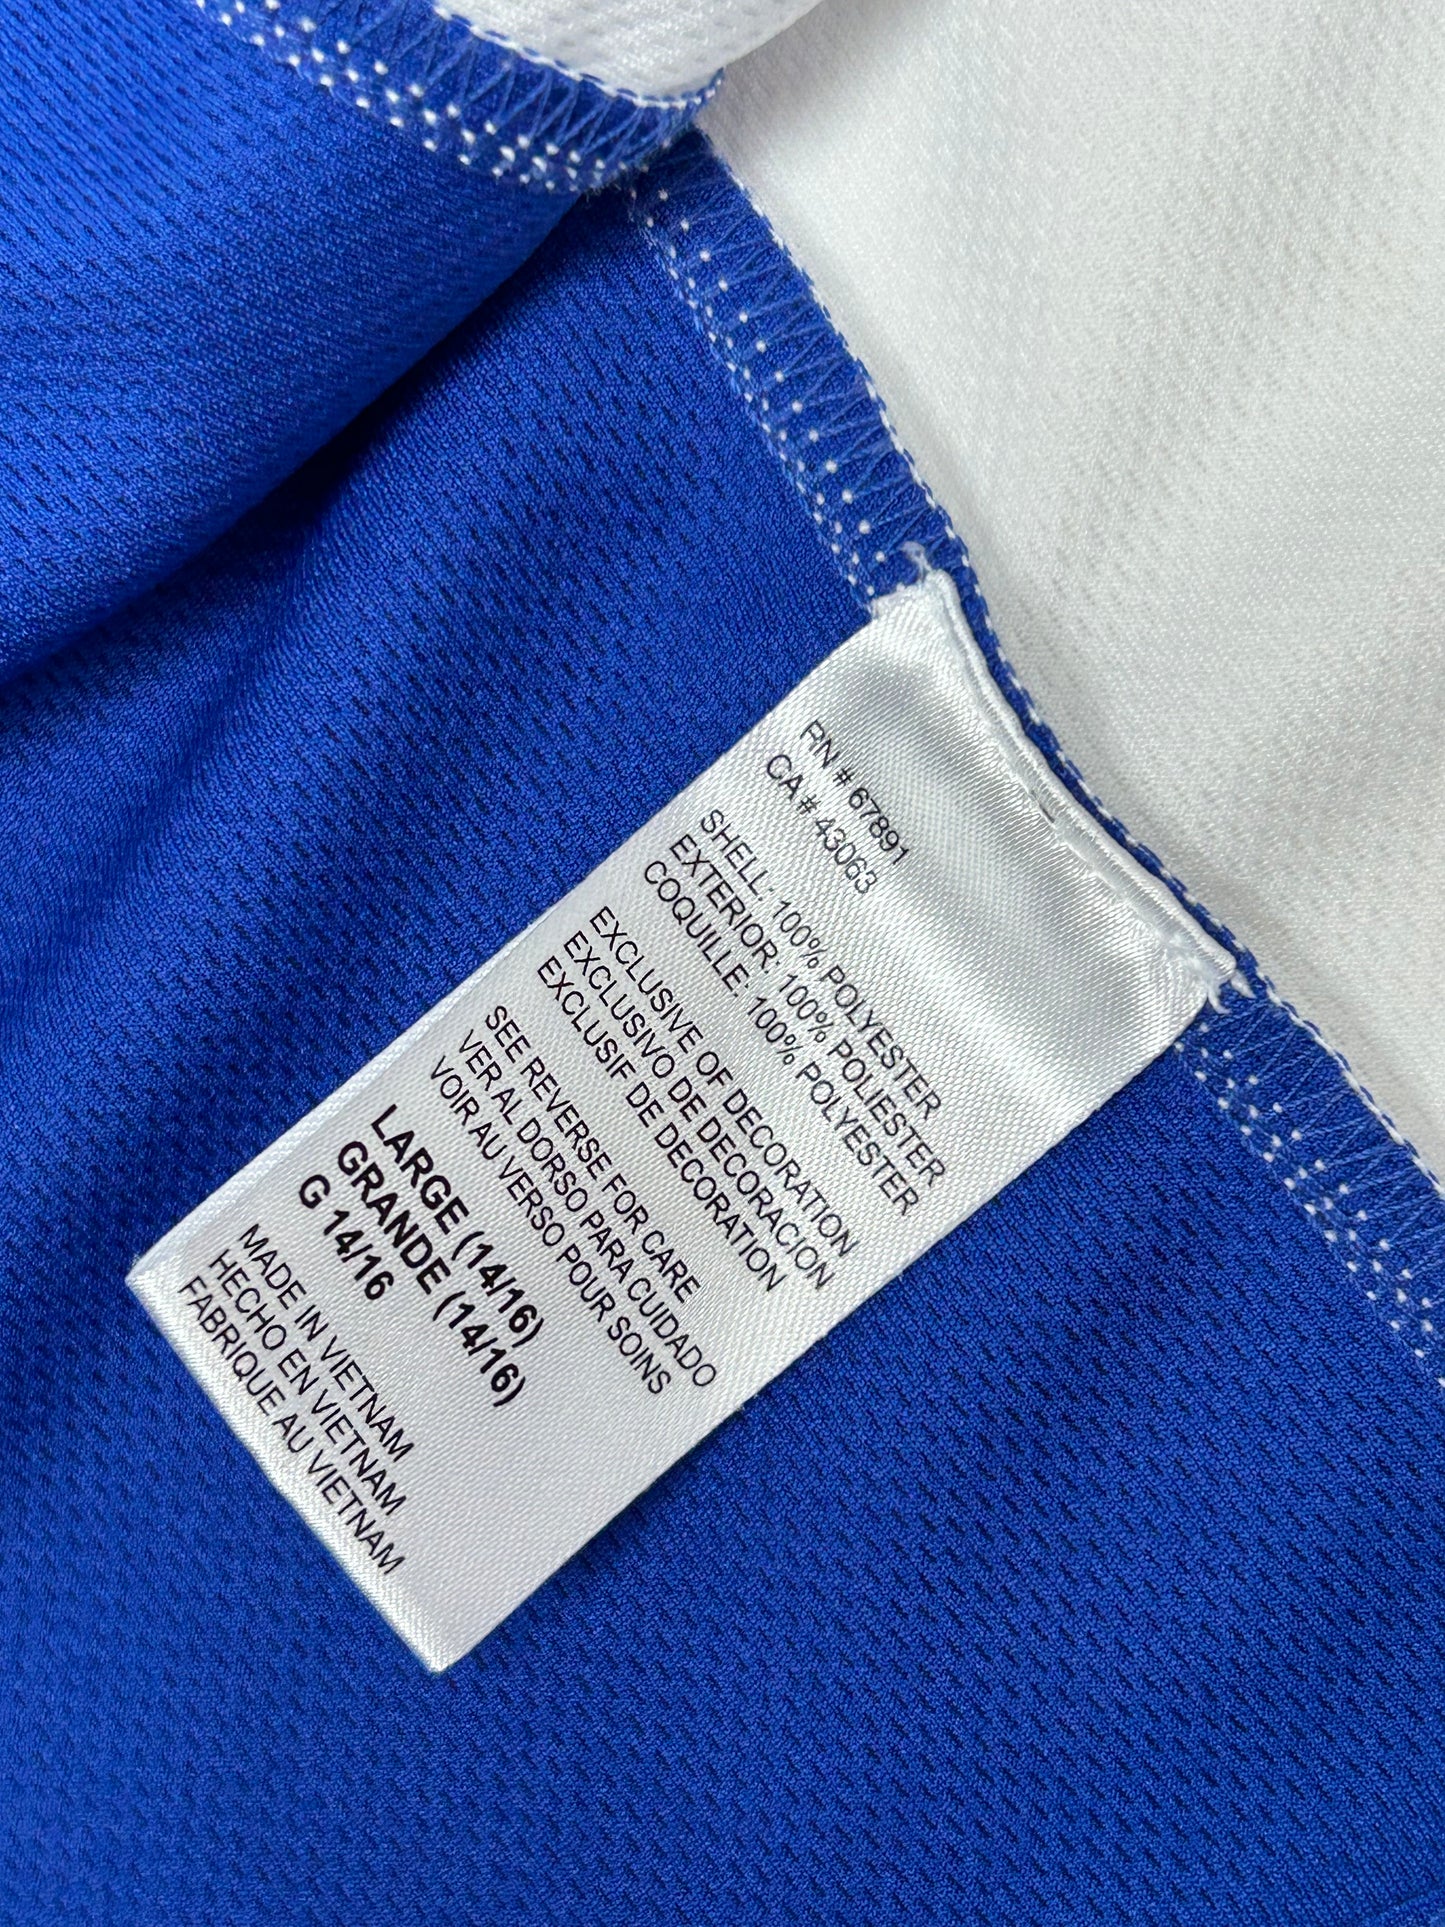 RN # 67891
CA # 43063
SHELL: 100% POLYESTER
EXTERIOR: 100% POLIESTER
COQUILLE: 100% POLYESTER
EXCLUSIVE OF DECORATION
EXCLUSIVO DE DECORACION
EXCLUSIF DE DECORATION
SEE REVERSE FOR CARE
VER AL DORSO PARA CUIDADO
VOIR AU VERSO POUR SOINS
LARGE (14/16)
GRANDE (14/16)
G 14/16
MADE IN VIETNAM
HECHO EN VIETNAM
FABRIQUE AU VIETNAM